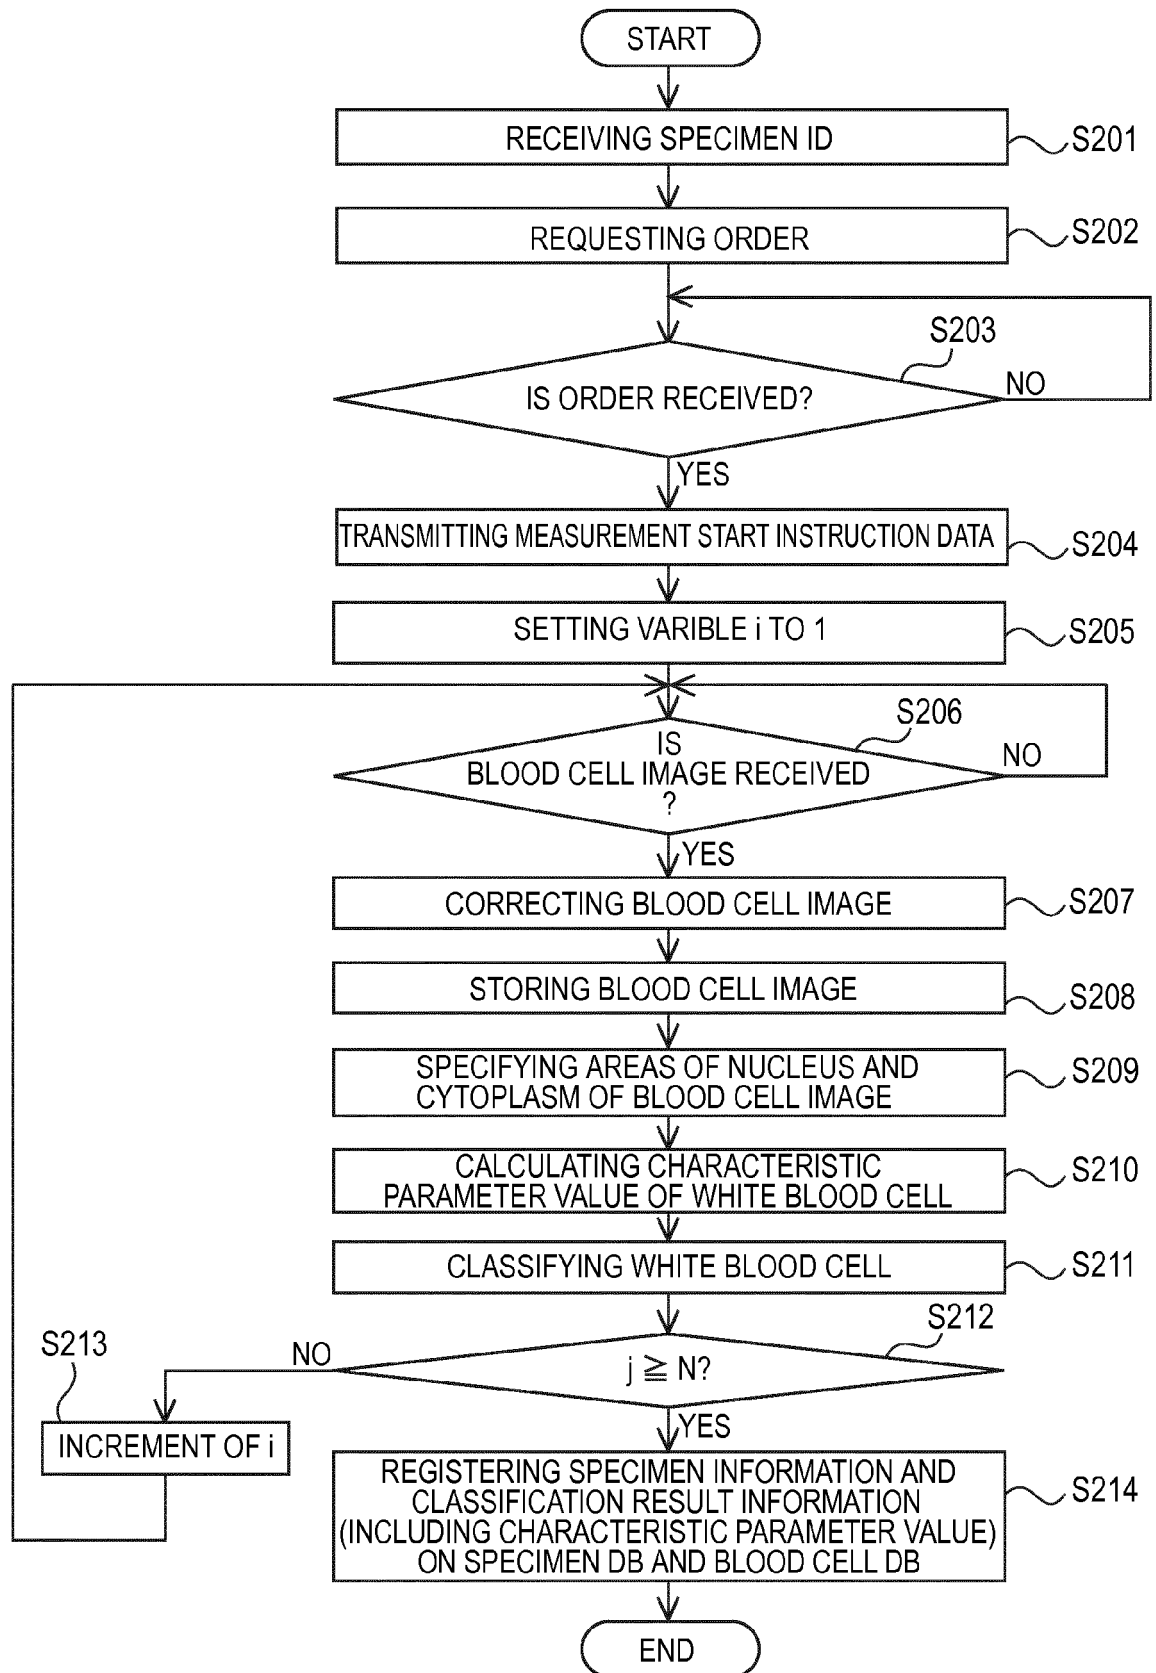 START
RECEIVING SPECIMEN ID
S201
REQUESTING ORDER
S202
S203
IS ORDER RECEIVED?
NO
YES
TRANSMITTING MEASUREMENT START INSTRUCTION DATA
S204
SETTING VARIBLE i TO 1
S205
S206
IS
BLOOD CELL IMAGE RECEIVED
?
NO
YES
CORRECTING BLOOD CELL IMAGE
S207
STORING BLOOD CELL IMAGE
S208
SPECIFYING AREAS OF NUCLEUS AND
CYTOPLASM OF BLOOD CELL IMAGE
S209
CALCULATING CHARACTERISTIC
PARAMETER VALUE OF WHITE BLOOD CELL
S210
CLASSIFYING WHITE BLOOD CELL
S211
S212
j ≧ N?
NO
S213
INCREMENT OF i
YES
REGISTERING SPECIMEN INFORMATION AND
CLASSIFICATION RESULT INFORMATION
(INCLUDING CHARACTERISTIC PARAMETER VALUE)
ON SPECIMEN DB AND BLOOD CELL DB
S214
END